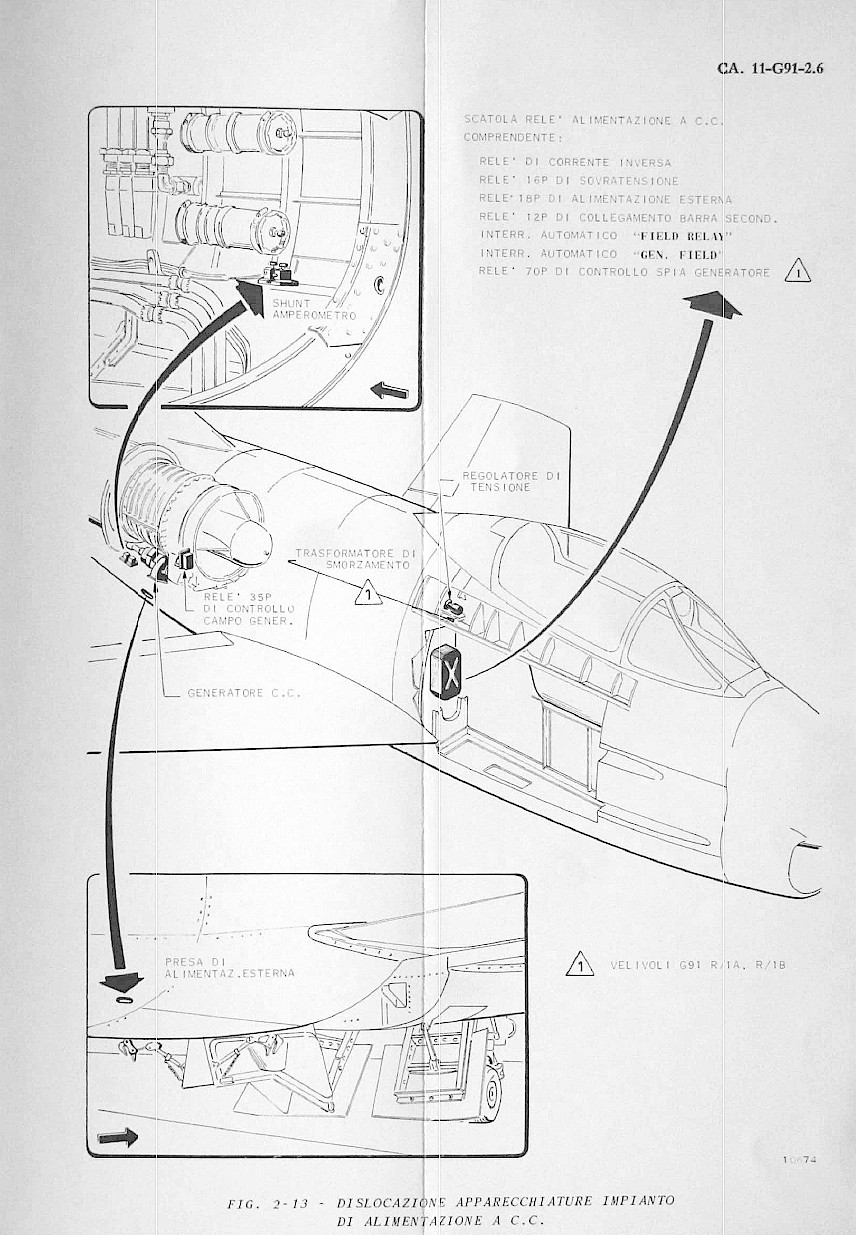 CA. 11-G91-2.6
SCATOLA RELE' ALIMENTAZIONE A C.C.
COMPRENDENTE:
RELE' DI CORRENTE INVERSA
RELE' 16P DI SOVRATENSIONE
RELE' 18P DI ALIMENTAZIONE ESTERNA
RELE' 12P DI COLLEGAMENTO BARRA SECOND.
INTERR. AUTOMATICO "FIELD RELAY"
INTERR. AUTOMATICO "GEN. FIELD"
RELE' 70P DI CONTROLLO SPIA GENERATORE 1
SHUNT
AMPEROMETRO
REGOLATORE DI
TENSIONE
TRASFORMATORE DI
SMORZAMENTO
1
RELE' 35P
DI CONTROLLO
CAMPO GENER.
GENERATORE C.C.
PRESA DI
ALIMENTAZ.ESTERNA
1 VELIVOLI G91 R/1A, R/1B
10674
FIG. 2-13 - DISLOCAZIONE APPARECCHIATURE IMPIANTO
DI ALIMENTAZIONE A C.C.